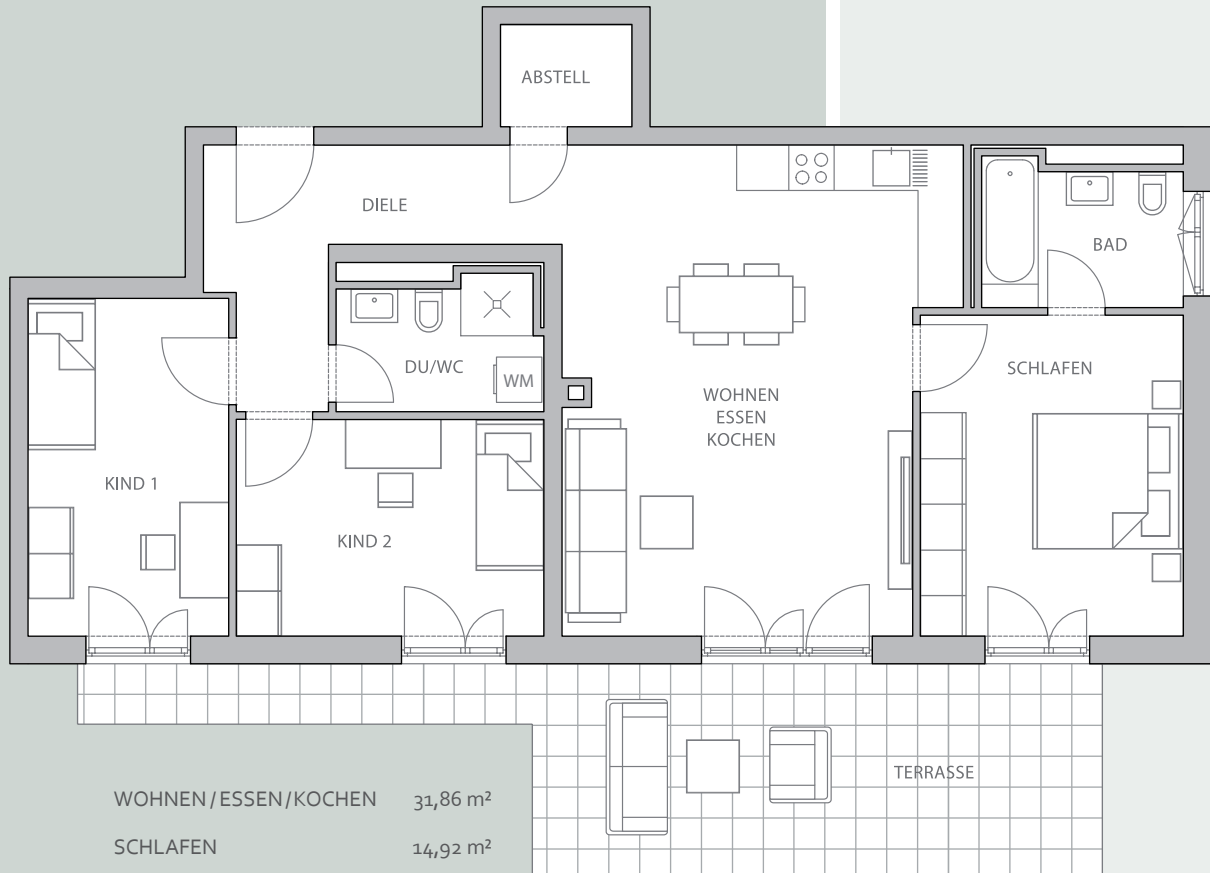 ABSTELL
DIELE
BAD
DU/WC
WM
SCHLAFEN
WOHNEN
ESSEN
KOCHEN
KIND 1
KIND 2
TERRASSE
WOHNEN/ESSEN/KOCHEN 31,86 m²
SCHLAFEN 14,92 m²